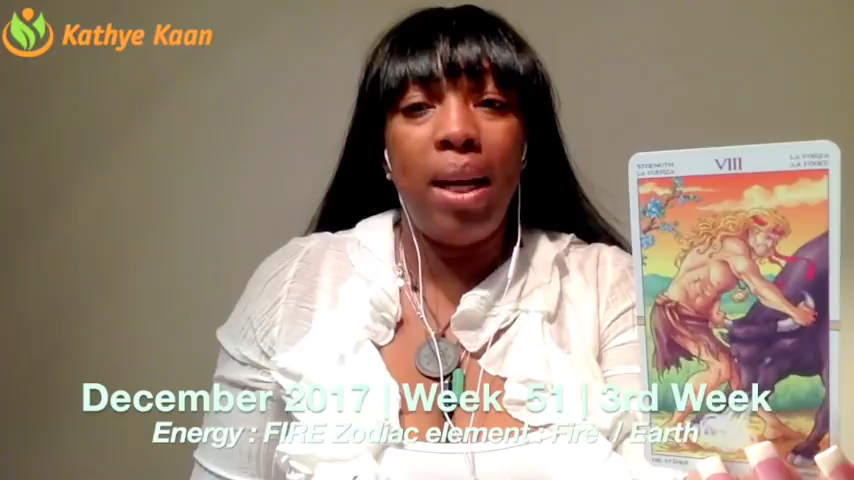 Kathye Kaan
STRENGTH
LA FUERZA
VIII
LA FORZA
LA FORCE
December 2017 | Week 51 | 3rd Week
Energy : FIRE Zodiac element : Fire / Earth